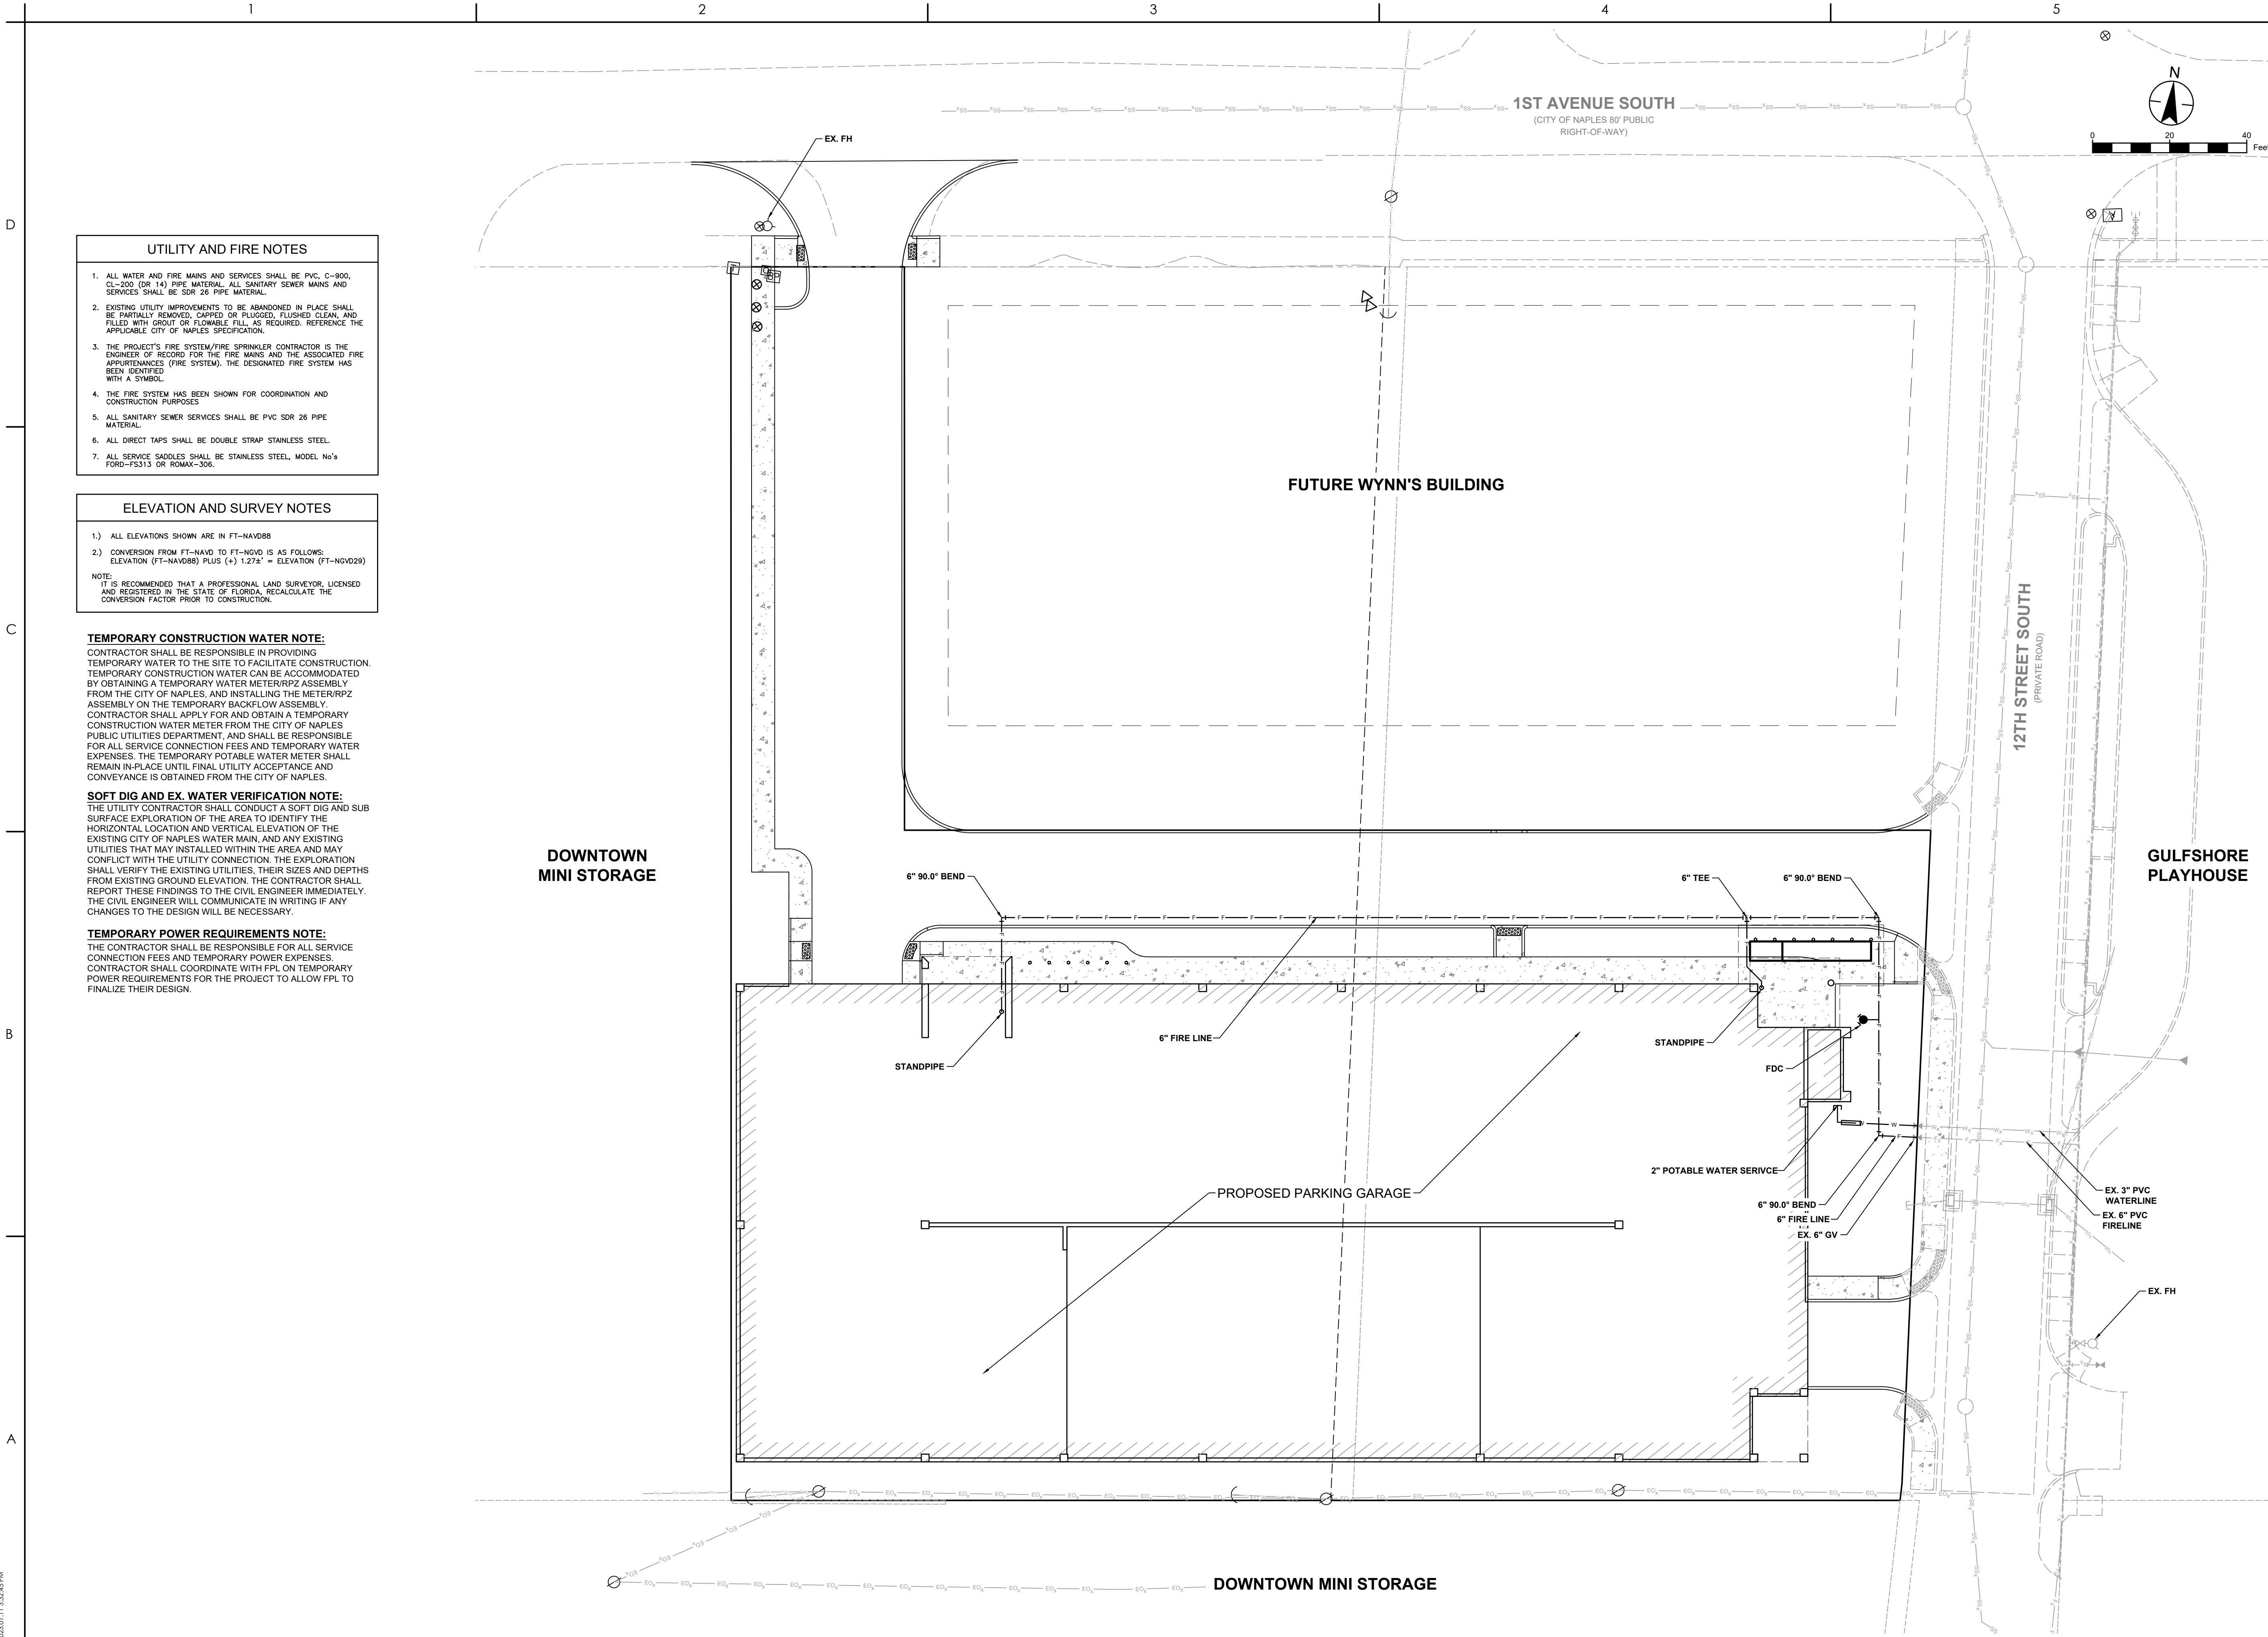 1
2
3
4
5
D
C
B
A
N
0 20 40
1ST AVENUE SOUTH
(CITY OF NAPLES 80' PUBLIC
RIGHT-OF-WAY)
EX. FH
UTILITY AND FIRE NOTES
1. ALL WATER AND FIRE MAINS AND SERVICES SHALL BE PVC, C-900,
CL-200 (DR 14) PIPE MATERIAL. ALL SANITARY SEWER MAINS AND
SERVICES SHALL BE SDR 26 PIPE MATERIAL.
2. EXISTING UTILITY IMPROVEMENTS TO BE ABANDONED IN PLACE SHALL
BE PARTIALLY REMOVED, CAPPED OR PLUGGED, FLUSHED CLEAN, AND
FILLED WITH GROUT OR FLOWABLE FILL, AS REQUIRED. REFERENCE THE
APPLICABLE CITY OF NAPLES SPECIFICATION.
3. THE PROJECT'S FIRE SYSTEM/FIRE SPRINKLER CONTRACTOR IS THE
ENGINEER OF RECORD FOR THE FIRE MAINS AND THE ASSOCIATED FIRE
APPURTENANCES (FIRE SYSTEM). THE DESIGNATED FIRE SYSTEM HAS
BEEN IDENTIFIED
WITH A SYMBOL.
4. THE FIRE SYSTEM HAS BEEN SHOWN FOR COORDINATION AND
CONSTRUCTION PURPOSES
5. ALL SANITARY SEWER SERVICES SHALL BE PVC SDR 26 PIPE
MATERIAL.
6. ALL DIRECT TAPS SHALL BE DOUBLE STRAP STAINLESS STEEL.
7. ALL SERVICE SADDLES SHALL BE STAINLESS STEEL, MODEL No's
FORD-FS313 OR ROMAX-306.
ELEVATION AND SURVEY NOTES
1.) ALL ELEVATIONS SHOWN ARE IN FT-NAVD88
2.) CONVERSION FROM FT-NAVD TO FT-NGVD IS AS FOLLOWS:
ELEVATION (FT-NAVD88) PLUS (+) 1.27±' = ELEVATION (FT-NGVD29)
NOTE:
IT IS RECOMMENDED THAT A PROFESSIONAL LAND SURVEYOR, LICENSED
AND REGISTERED IN THE STATE OF FLORIDA, RECALCULATE THE
CONVERSION FACTOR PRIOR TO CONSTRUCTION.
TEMPORARY CONSTRUCTION WATER NOTE:
CONTRACTOR SHALL BE RESPONSIBLE IN PROVIDING
TEMPORARY WATER TO THE SITE TO FACILITATE CONSTRUCTION.
TEMPORARY CONSTRUCTION WATER CAN BE ACCOMMODATED
BY OBTAINING A TEMPORARY WATER METER/RPZ ASSEMBLY
FROM THE CITY OF NAPLES, AND INSTALLING THE METER/RPZ
ASSEMBLY ON THE TEMPORARY BACKFLOW ASSEMBLY.
CONTRACTOR SHALL APPLY FOR AND OBTAIN A TEMPORARY
CONSTRUCTION WATER METER FROM THE CITY OF NAPLES
PUBLIC UTILITIES DEPARTMENT, AND SHALL BE RESPONSIBLE
FOR ALL SERVICE CONNECTION FEES AND TEMPORARY WATER
EXPENSES. THE TEMPORARY POTABLE WATER METER SHALL
REMAIN IN-PLACE UNTIL FINAL UTILITY ACCEPTANCE AND
CONVEYANCE IS OBTAINED FROM THE CITY OF NAPLES.
SOFT DIG AND EX. WATER VERIFICATION NOTE:
THE UTILITY CONTRACTOR SHALL CONDUCT A SOFT DIG AND SUB
SURFACE EXPLORATION OF THE AREA TO IDENTIFY THE
HORIZONTAL LOCATION AND VERTICAL ELEVATION OF THE
EXISTING CITY OF NAPLES WATER MAIN, AND ANY EXISTING
UTILITIES THAT MAY INSTALLED WITHIN THE AREA AND MAY
CONFLICT WITH THE UTILITY CONNECTION. THE EXPLORATION
SHALL VERIFY THE EXISTING UTILITIES, THEIR SIZES AND DEPTHS
FROM EXISTING GROUND ELEVATION. THE CONTRACTOR SHALL
REPORT THESE FINDINGS TO THE CIVIL ENGINEER IMMEDIATELY.
THE CIVIL ENGINEER WILL COMMUNICATE IN WRITING IF ANY
CHANGES TO THE DESIGN WILL BE NECESSARY.
TEMPORARY POWER REQUIREMENTS NOTE:
THE CONTRACTOR SHALL BE RESPONSIBLE FOR ALL SERVICE
CONNECTION FEES AND TEMPORARY POWER EXPENSES.
CONTRACTOR SHALL COORDINATE WITH FPL ON TEMPORARY
POWER REQUIREMENTS FOR THE PROJECT TO ALLOW FPL TO
FINALIZE THEIR DESIGN.
FUTURE WYNN'S BUILDING
12TH STREET SOUTH
(PRIVATE ROAD)
DOWNTOWN
MINI STORAGE
GULFSHORE
PLAYHOUSE
6" 90.0° BEND
6" TEE
6" 90.0° BEND
6" FIRE LINE
STANDPIPE
STANDPIPE
FDC
2" POTABLE WATER SERIVCE
PROPOSED PARKING GARAGE
6" 90.0° BEND
6" FIRE LINE
EX. 6" GV
EX. 3" PVC
WATERLINE
EX. 6" PVC
FIRELINE
EX. FH
DOWNTOWN MINI STORAGE